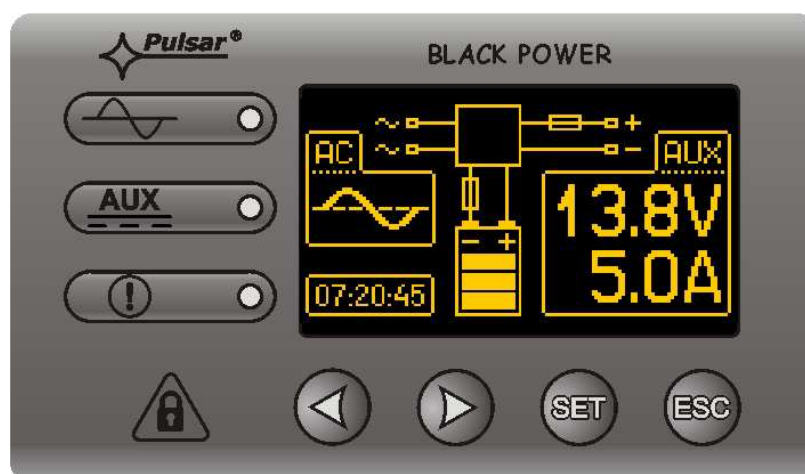 Pulsar®
BLACK POWER
AUX
AC
AUX
13.8V
5.0A
07:20:45
+
−
− +
SET
ESC